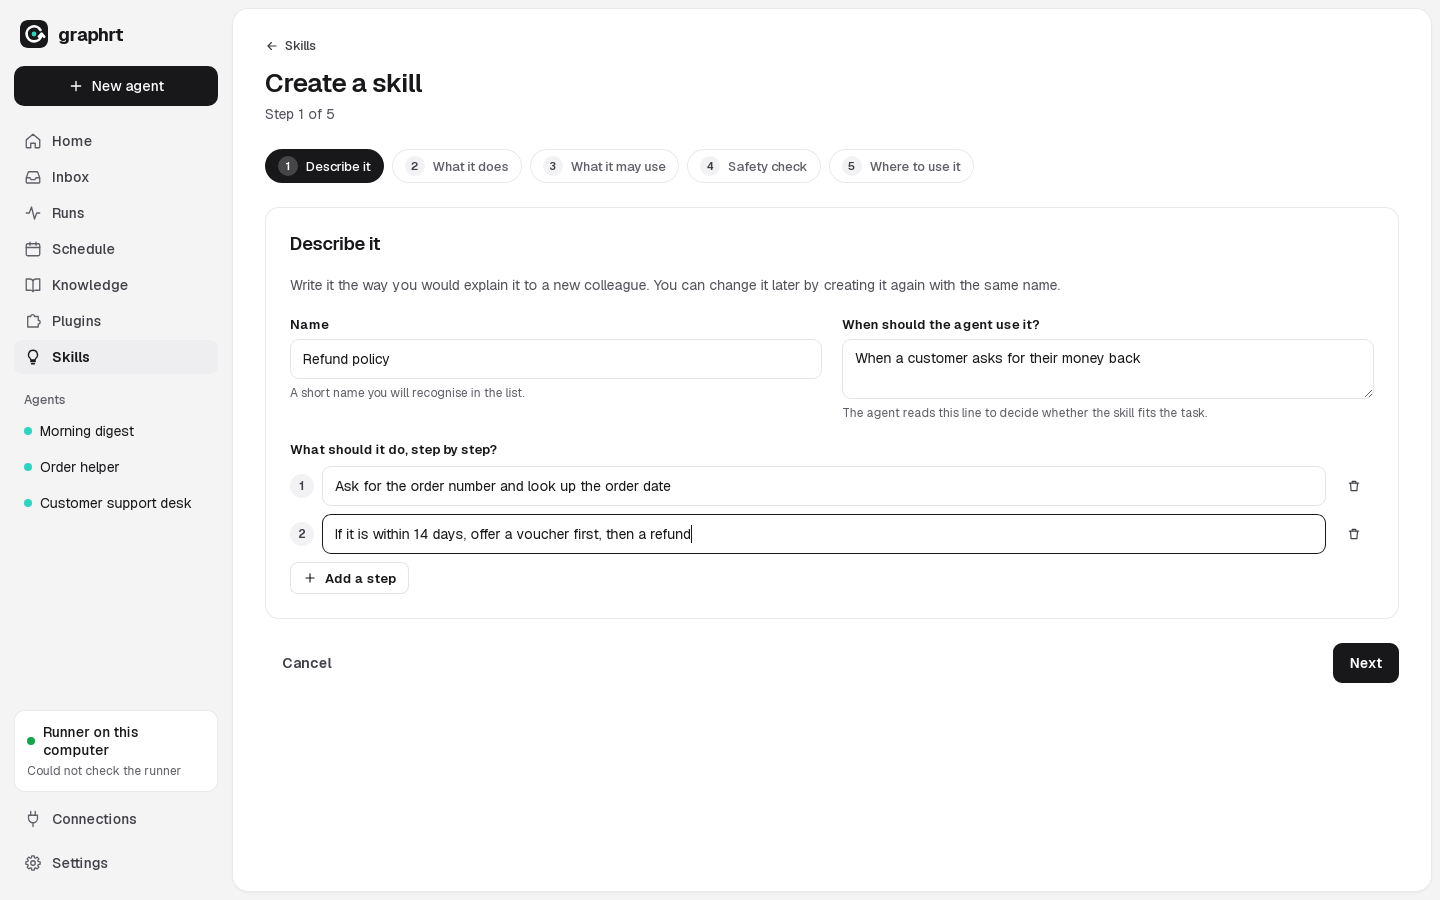 graphrt
New agent
Home
Inbox
Runs
Schedule
Knowledge
Plugins
Skills
Agents
Morning digest
Order helper
Customer support desk
Runner on this
computer
Could not check the runner
Connections
Settings
Skills
Create a skill
Step 1 of 5
1 Describe it
2 What it does
3 What it may use
4 Safety check
5 Where to use it
Describe it
Write it the way you would explain it to a new colleague. You can change it later by creating it again with the same name.
Name
Refund policy
A short name you will recognise in the list.
When should the agent use it?
When a customer asks for their money back
The agent reads this line to decide whether the skill fits the task.
What should it do, step by step?
1 Ask for the order number and look up the order date
2 If it is within 14 days, offer a voucher first, then a refund
Add a step
Cancel
Next